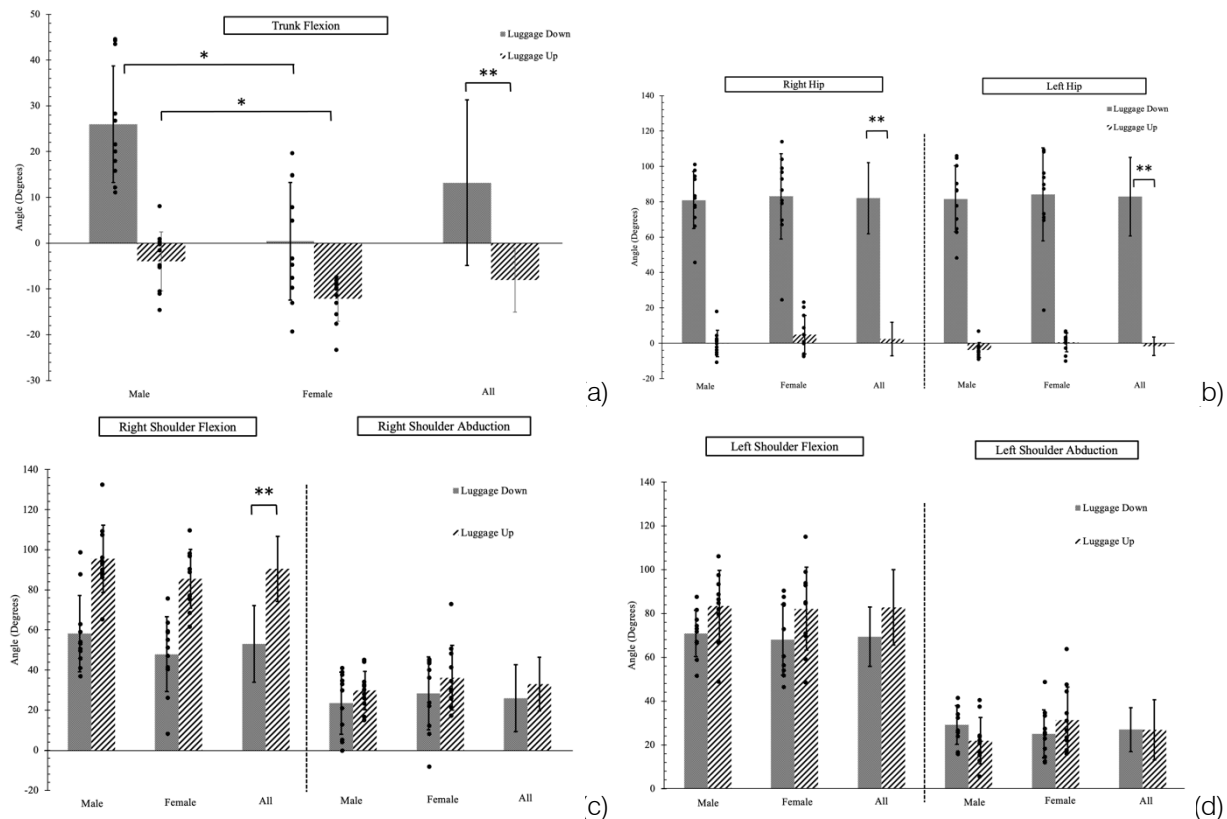 Trunk Flexion
Luggage Down
Luggage Up
*
*
**
50
40
30
20
10
0
-10
-20
-30
Angle (Degrees)
Male
Female
All
a)
Right Hip
Left Hip
Luggage Down
Luggage Up
**
**
140
120
100
80
60
40
20
0
-20
Angle (Degrees)
Male
Female
All
Male
Female
All
b)
Right Shoulder Flexion
Right Shoulder Abduction
Luggage Down
Luggage Up
**
140
120
100
80
60
40
20
0
-20
Angle (Degrees)
Male
Female
All
Male
Female
All
(c)
Left Shoulder Flexion
Left Shoulder Abduction
Luggage Down
Luggage Up
140
120
100
80
60
40
20
0
Angle (Degrees)
Male
Female
All
Male
Female
All
(d)